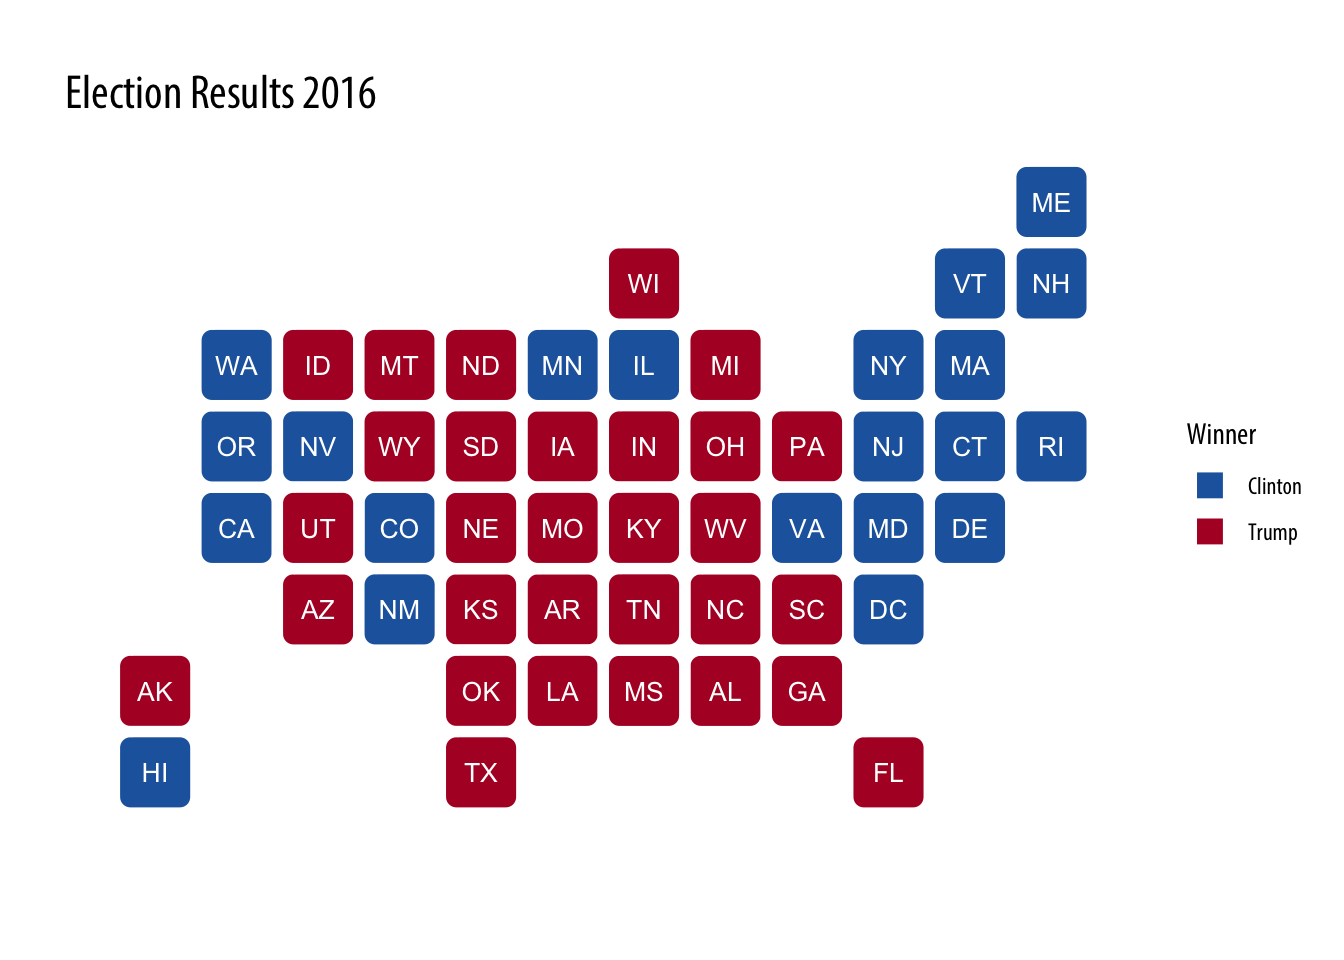 Election Results 2016
ME
WI VT NH
WA ID MT ND MN IL MI NY MA
OR NV WY SD IA IN OH PA NJ CT RI
CA UT CO NE MO KY WV VA MD DE
AZ NM KS AR TN NC SC DC
AK OK LA MS AL GA
HI TX FL
Winner
Clinton
Trump